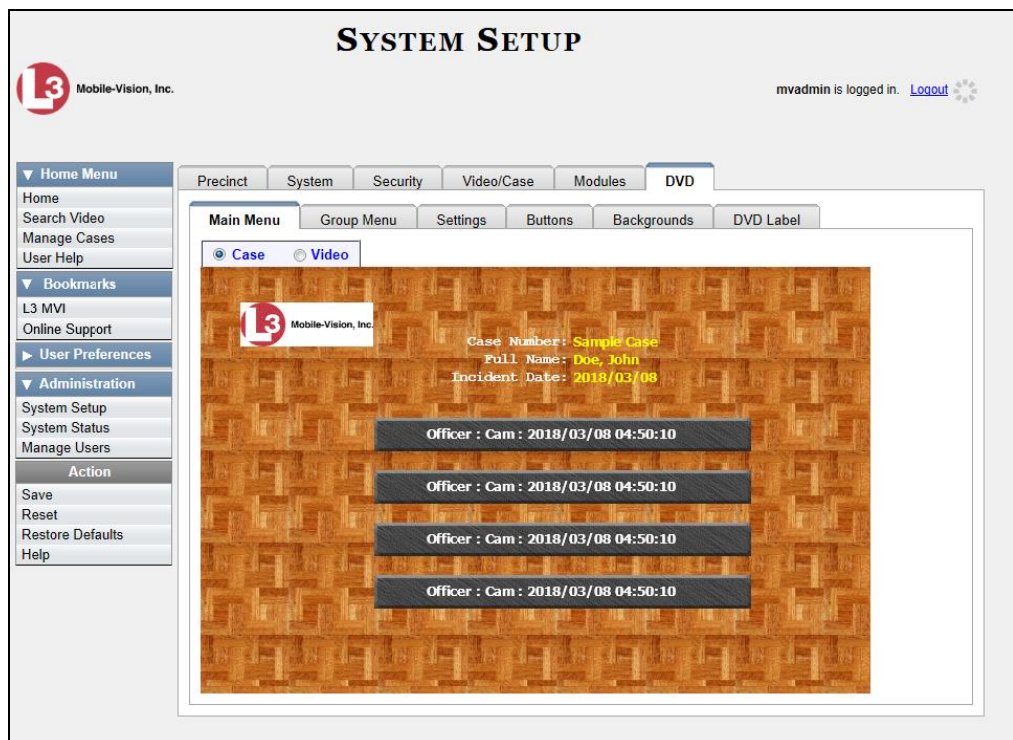 SYSTEM SETUP
L3 Mobile-Vision, Inc.
mvadmin is logged in. Logout
▼ Home Menu
Home
Search Video
Manage Cases
User Help
▼ Bookmarks
L3 MVI
Online Support
▶ User Preferences
▼ Administration
System Setup
System Status
Manage Users
Action
Save
Reset
Restore Defaults
Help
Precinct System Security Video/Case Modules DVD
Main Menu Group Menu Settings Buttons Backgrounds DVD Label
Case Video
L3 Mobile-Vision, Inc.
Case Number: Sample Case
Full Name: Doe, John
Incident Date: 2018/03/08
Officer : Cam : 2018/03/08 04:50:10
Officer : Cam : 2018/03/08 04:50:10
Officer : Cam : 2018/03/08 04:50:10
Officer : Cam : 2018/03/08 04:50:10